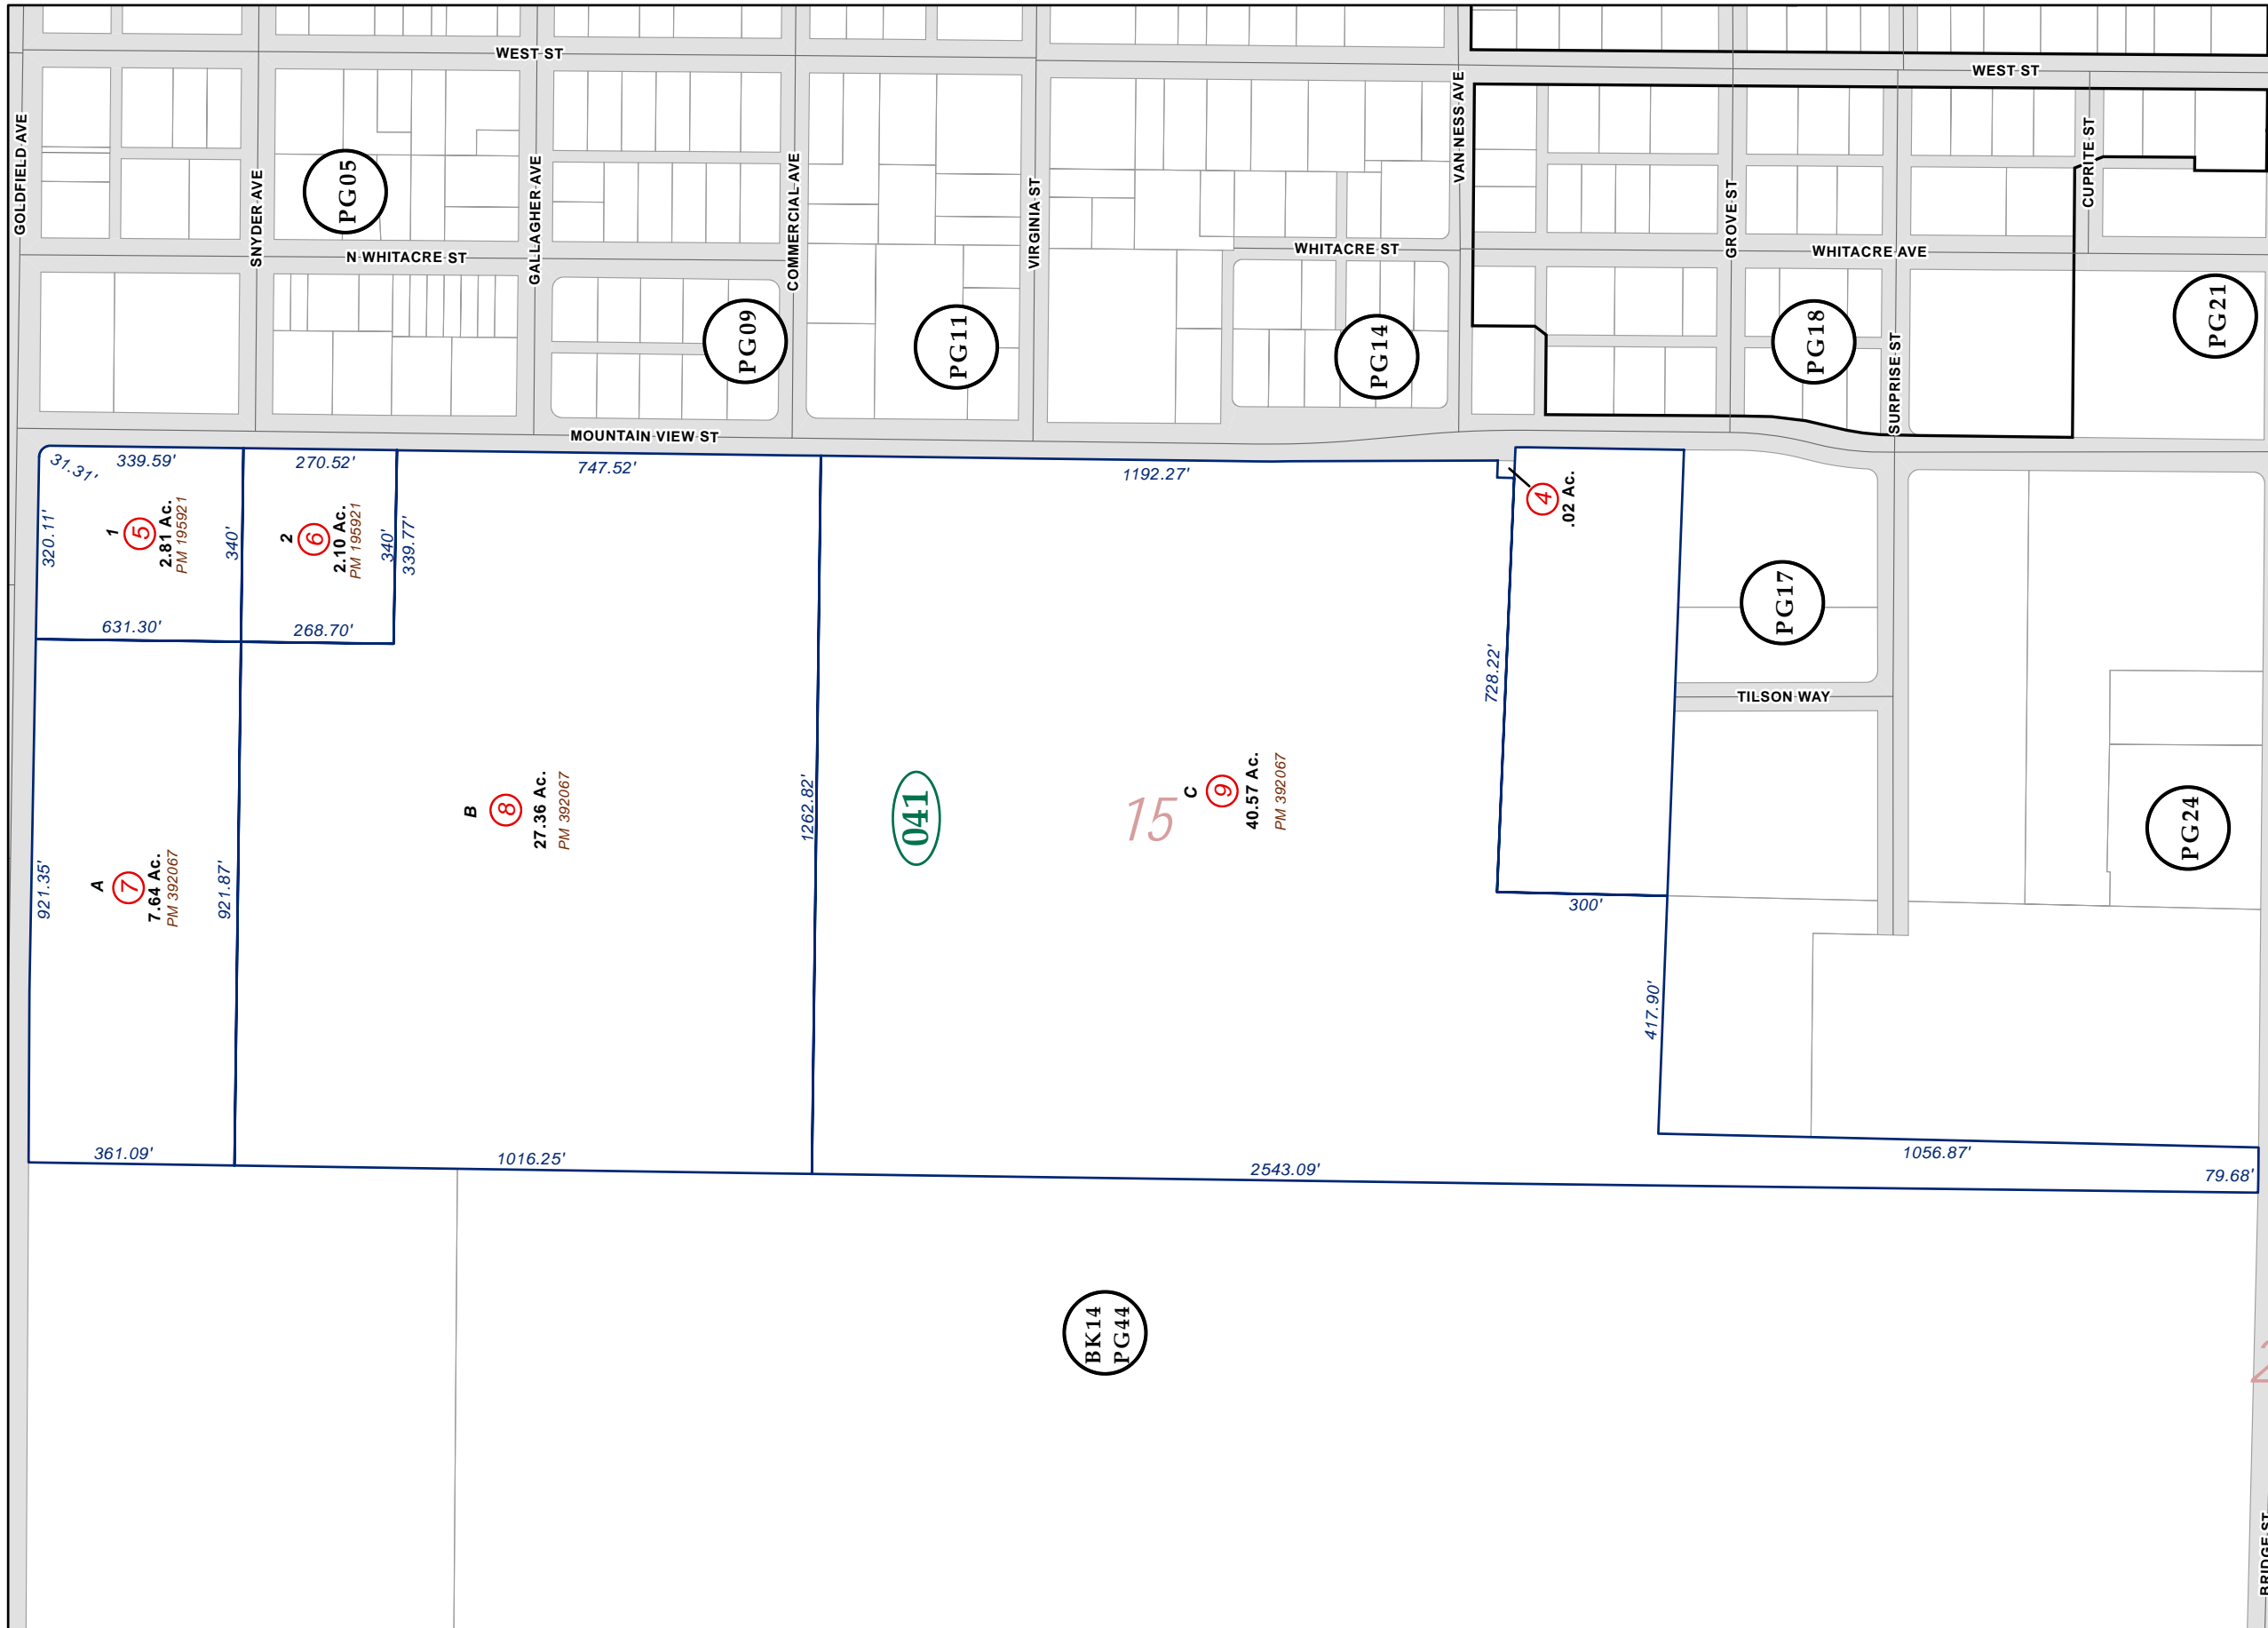 WEST ST
WEST ST
GOLDFIELD AVE
SNYDER AVE
PG05
GALLAGHER AVE
COMMERCIAL AVE
VIRGINIA ST
VAN NESS AVE
GROVE ST
CUPRITE ST
N WHITACRE ST
WHITACRE ST
WHITACRE AVE
PG09
PG11
PG14
PG18
PG21
SURPRISE ST
MOUNTAIN VIEW ST
31.31'
339.59'
270.52'
747.52'
1192.27'
320.11'
1
5
2.81 Ac.
PM 195921
340'
2
6
2.10 Ac.
PM 195921
340'
339.77'
4
.02 Ac.
PG17
631.30'
268.70'
728.22'
TILSON WAY
921.35'
A
7
7.64 Ac.
PM 392067
921.87'
B
8
27.36 Ac.
PM 392067
1262.82'
041
15
C
9
40.57 Ac.
PM 392067
PG24
300'
417.90'
361.09'
1016.25'
2543.09'
1056.87'
79.68'
BK14
PG44
2
BRIDGE ST